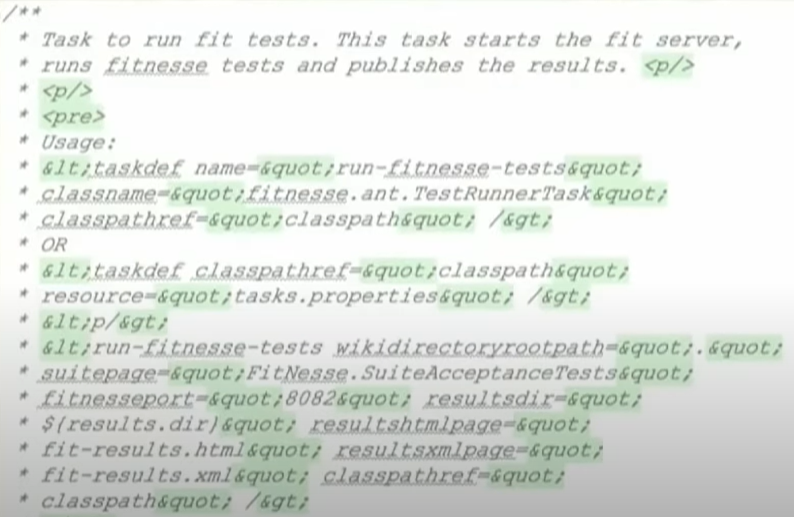 /**
* Task to run fit tests. This task starts the fit server,
* runs fitnesse tests and publishes the results. <p/>
* <p/>
* <pre>
* Usage:
* &lt;taskdef name=&quot;run-fitnesse-tests&quot;
* classname=&quot;fitnesse.ant.TestRunnerTask&quot;
* classpathref=&quot;classpath&quot; /&gt;
* OR
* &lt;taskdef classpathref=&quot;classpath&quot;
* resource=&quot;tasks.properties&quot; /&gt;
* &lt;p/&gt;
* &lt;run-fitnesse-tests wikidirectoryrootpath=&quot;.&quot;
* suitepage=&quot;FitNesse.SuiteAcceptanceTests&quot;
* fitnesseport=&quot;8082&quot; resultsdir=&quot;
* ${results.dir}&quot; resultshtmlpage=&quot;
* fit-results.html&quot; resultsxmlpage=&quot;
* fit-results.xml&quot; classpathref=&quot;
* classpath&quot; /&gt;